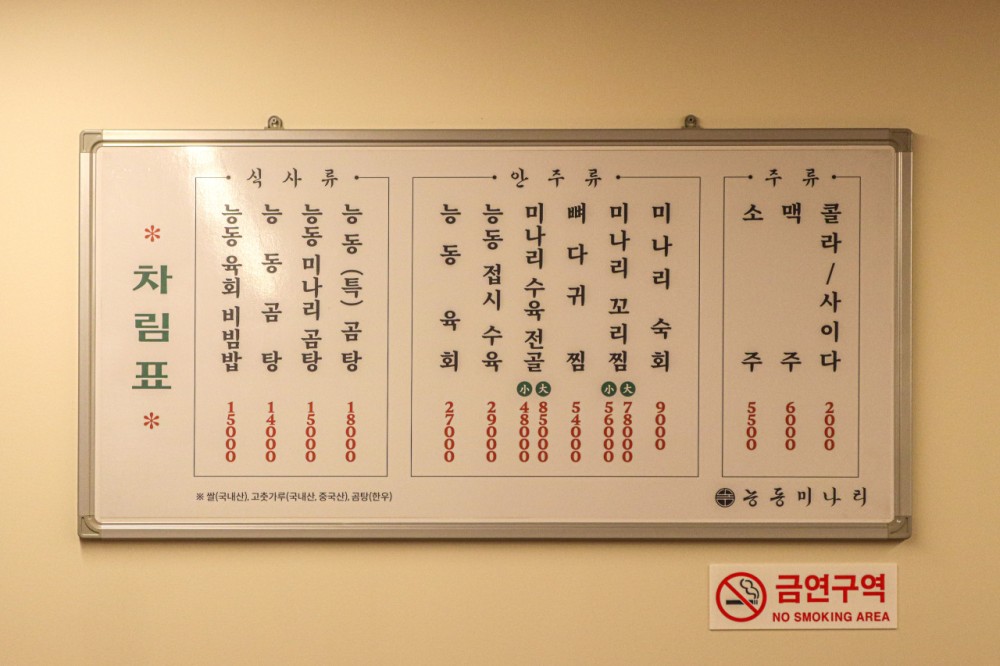 * 차림표 *
식사류
능동 육회 비빔밥
15000
능동곰탕
14000
능동 미나리 곰탕
15000
능동 (특) 곰탕
18000
안주류
능동육회
27000
능동 접시 수육
29000
미나리 수육 전골
小 48000
大 85000
뼈다귀찜
54000
미나리 꼬리찜
小 56000
大 78000
미나리 숙회
9000
주류
소주
5500
맥주
6000
콜라/사이다
2000
※ 쌀(국내산), 고춧가루(국내산, 중국산), 곰탕(한우)
능동미나리
금연구역
NO SMOKING AREA